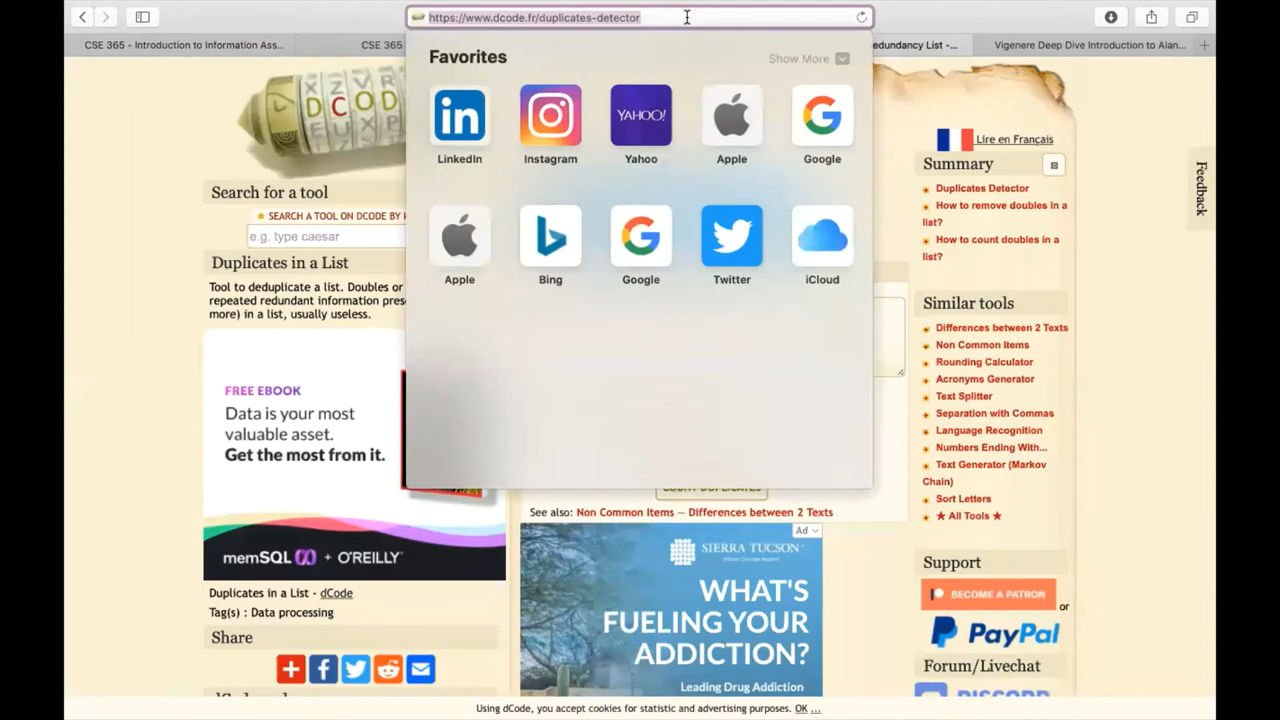 https://www.dcode.fr/duplicates-detector
CSE 365 - Introduction to Information Ass...
CSE 365
edundancy List -...
Vigenere Deep Dive Introduction to Alan...
Favorites
Show More
LinkedIn
Instagram
YAHOO!
Yahoo
Apple
Google
Apple
Bing
Google
Twitter
iCloud
DCOD
Search for a tool
SEARCH A TOOL ON DCODE BY K
e.g. type caesar
Duplicates in a List
Tool to deduplicate a list. Doubles or
repeated redundant information prese
more) in a list, usually useless.
FREE EBOOK
Data is your most
valuable asset.
Get the most from it.
memSQL + O'REILLY
Duplicates in a List - dCode
Tag(s) : Data processing
Share
See also: Non Common Items — Differences between 2 Texts
Ad
SIERRA TUCSON
WHAT'S
FUELING YOUR
ADDICTION?
Leading Drug Addiction
Lire en Français
Summary
Duplicates Detector
How to remove doubles in a
list?
How to count doubles in a
list?
Similar tools
Differences between 2 Texts
Non Common Items
Rounding Calculator
Acronyms Generator
Text Splitter
Separation with Commas
Language Recognition
Numbers Ending With...
Text Generator (Markov
Chain)
Sort Letters
★ All Tools ★
Support
BECOME A PATRON or
PayPal
Forum/Livechat
Feedback
Using dCode, you accept cookies for statistic and advertising purposes. OK ...